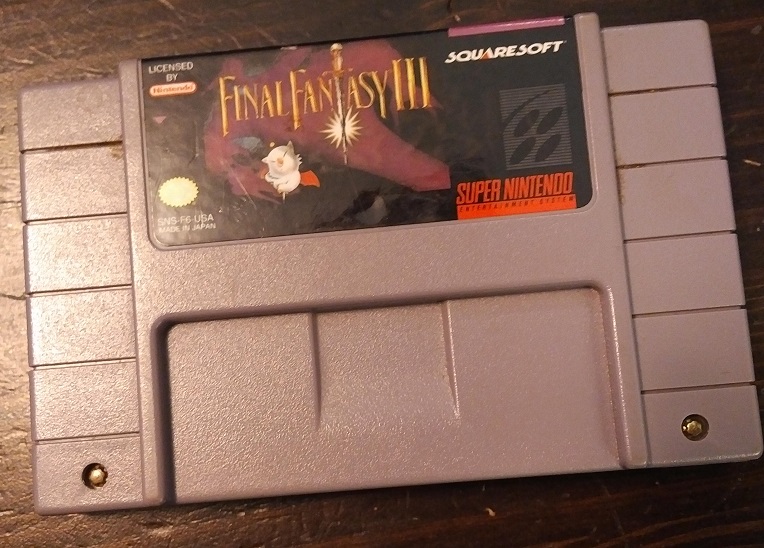 LICENSED
BY
Nintendo
FINAL FANTASY III
SQUARESOFT
SUPER NINTENDO
ENTERTAINMENT SYSTEM
SNS-F6-USA
MADE IN JAPAN